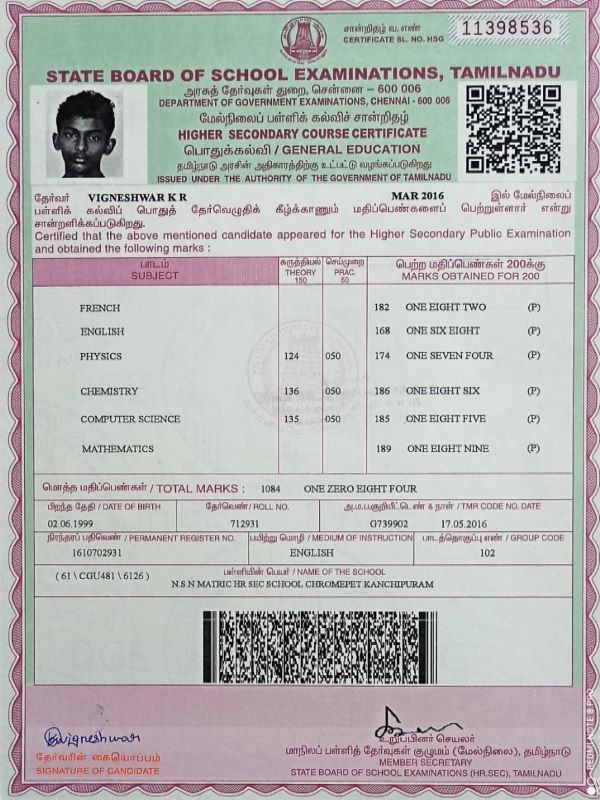 சான்றிதழ் வ. எண்
CERTIFICATE SL. NO. HSG 11398536
STATE BOARD OF SCHOOL EXAMINATIONS, TAMILNADU
அரசுத் தேர்வுகள் துறை, சென்னை – 600 006
DEPARTMENT OF GOVERNMENT EXAMINATIONS, CHENNAI - 600 006
மேல்நிலைப் பள்ளிக் கல்விச் சான்றிதழ்
HIGHER SECONDARY COURSE CERTIFICATE
பொதுக்கல்வி / GENERAL EDUCATION
தமிழ்நாடு அரசின் அதிகாரத்திற்கு உட்பட்டு வழங்கப்படுகிறது
ISSUED UNDER THE AUTHORITY OF THE GOVERNMENT OF TAMILNADU
தேர்வர் VIGNESHWAR K R MAR 2016 இல் மேல்நிலைப்
பள்ளிக் கல்விப் பொதுத் தேர்வெழுதிக் கீழ்க்காணும் மதிப்பெண்களைப் பெற்றுள்ளார் என்று
சான்றளிக்கப்படுகிறது.
Certified that the above mentioned candidate appeared for the Higher Secondary Public Examination
and obtained the following marks :
பாடம் கருத்தியல் செய்முறை பெற்ற மதிப்பெண்கள் 200க்கு
SUBJECT THEORY 150 PRAC. 50 MARKS OBTAINED FOR 200
FRENCH 182 ONE EIGHT TWO (P)
ENGLISH 168 ONE SIX EIGHT (P)
PHYSICS 124 050 174 ONE SEVEN FOUR (P)
CHEMISTRY 136 050 186 ONE EIGHT SIX (P)
COMPUTER SCIENCE 135 050 185 ONE EIGHT FIVE (P)
MATHEMATICS 189 ONE EIGHT NINE (P)
மொத்த மதிப்பெண்கள் / TOTAL MARKS : 1084 ONE ZERO EIGHT FOUR
பிறந்த தேதி / DATE OF BIRTH தேர்வெண் / ROLL NO. அ.ம.ப.குறியீட்டெண் & நாள் / TMR CODE NO. DATE
02.06.1999 712931 G739902 17.05.2016
நிரந்தரப் பதிவெண் / PERMANENT REGISTER NO. பயிற்று மொழி / MEDIUM OF INSTRUCTION பாடத்தொகுப்பு எண் / GROUP CODE
1610702931 ENGLISH 102
பள்ளியின் பெயர் / NAME OF THE SCHOOL
( 61 \ CGU481 \ 6126 ) N.S.N MATRIC HR SEC SCHOOL CHROMEPET KANCHIPURAM
Vigneshwar
தேர்வரின் கையொப்பம்
SIGNATURE OF CANDIDATE
உறுப்பினர் செயலர்
மாநிலப் பள்ளித் தேர்வுகள் குழுமம் (மேல்நிலை), தமிழ்நாடு
MEMBER SECRETARY
STATE BOARD OF SCHOOL EXAMINATIONS (HR.SEC), TAMILNADU